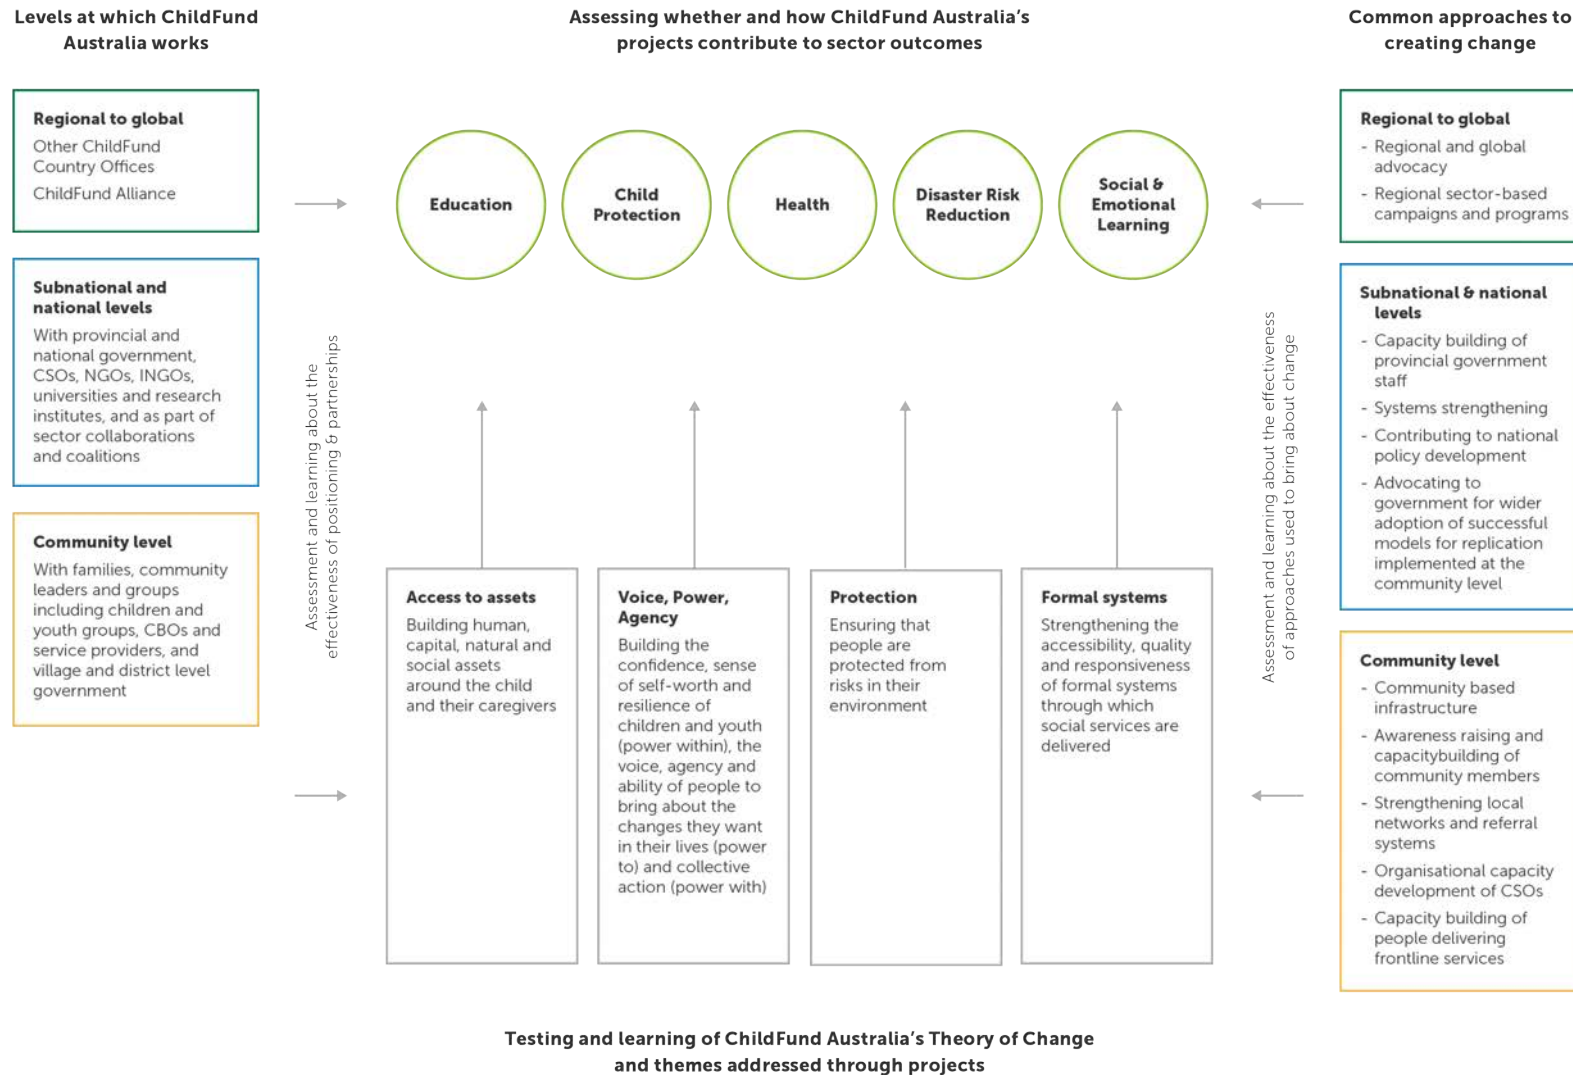 Levels at which ChildFund
Australia works
Assessing whether and how ChildFund Australia’s
projects contribute to sector outcomes
Common approaches to
creating change
Regional to global
Other ChildFund
Country Offices
ChildFund Alliance
Subnational and
national levels
With provincial and
national government,
CSOs, NGOs, INGOs,
universities and research
institutes, and as part of
sector collaborations
and coalitions
Community level
With families, community
leaders and groups
including children and
youth groups, CBOs and
service providers, and
village and district level
government
Assessment and learning about the
effectiveness of positioning & partnerships
Education
Child
Protection
Health
Disaster Risk
Reduction
Social &
Emotional
Learning
Access to assets
Building human,
capital, natural and
social assets
around the child
and their caregivers
Voice, Power,
Agency
Building the
confidence, sense
of self-worth and
resilience of
children and youth
(power within), the
voice, agency and
ability of people to
bring about the
changes they want
in their lives (power
to) and collective
action (power with)
Protection
Ensuring that
people are
protected from
risks in their
environment
Formal systems
Strengthening the
accessibility, quality
and responsiveness
of formal systems
through which
social services are
delivered
Assessment and learning about the effectiveness
of approaches used to bring about change
Regional to global
- Regional and global
advocacy
- Regional sector-based
campaigns and programs
Subnational & national
levels
- Capacity building of
provincial government
staff
- Systems strengthening
- Contributing to national
policy development
- Advocating to
government for wider
adoption of successful
models for replication
implemented at the
community level
Community level
- Community based
infrastructure
- Awareness raising and
capacitybuilding of
community members
- Strengthening local
networks and referral
systems
- Organisational capacity
development of CSOs
- Capacity building of
people delivering
frontline services
Testing and learning of ChildFund Australia’s Theory of Change
and themes addressed through projects